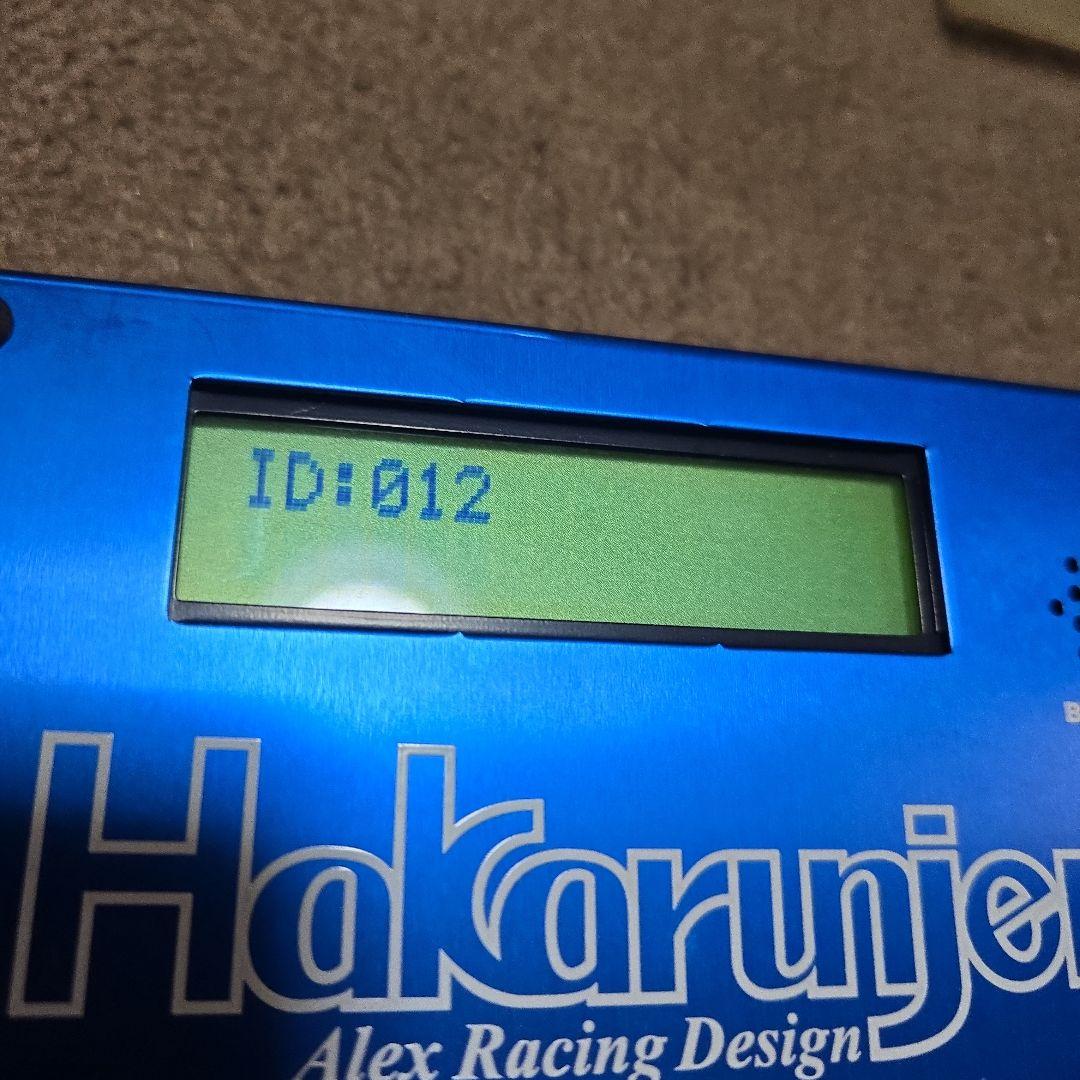 ID:012
Hakarunjer
Alex Racing Design